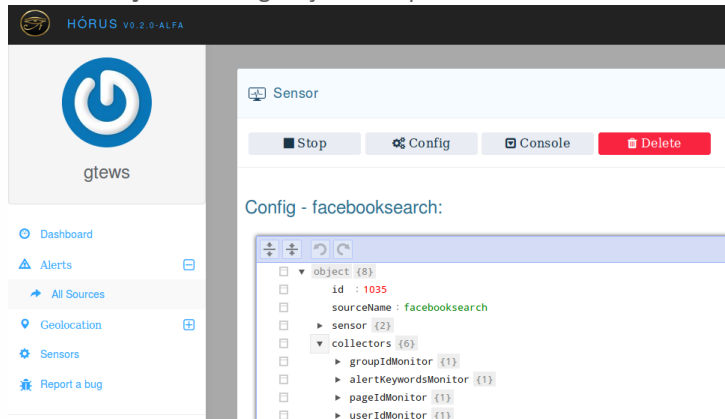 HÓRUS V0.2.0-ALFA
gtews
Dashboard
Alerts
All Sources
Geolocation
Sensors
Report a bug
Sensor
Stop Config Console Delete
Config - facebooksearch:
object {8}
id : 1035
sourceName : facebooksearch
sensor {2}
collectors {6}
groupIdMonitor {1}
alertKeywordsMonitor {1}
pageIdMonitor {1}
userIdMonitor {1}